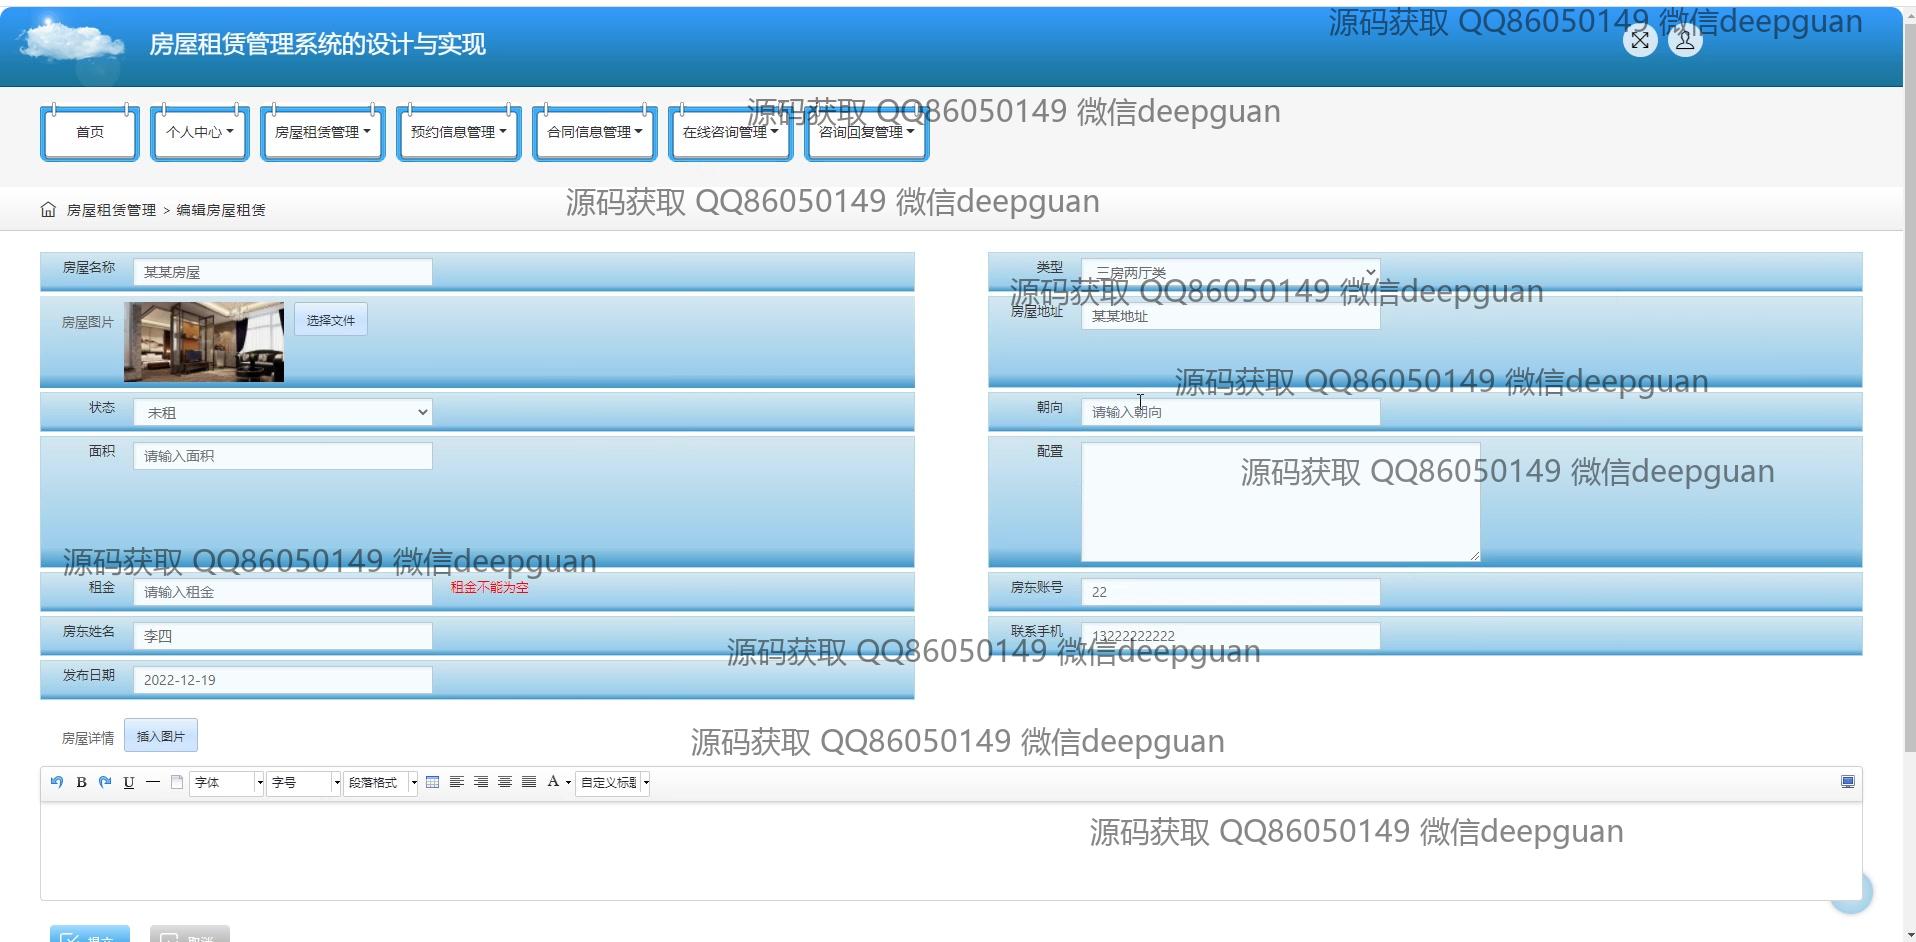 房屋租赁管理系统的设计与实现
源码获取 QQ86050149 微信deepguan
首页 个人中心 房屋租赁管理 预约信息管理 合同信息管理 在线咨询管理 咨询回复管理
源码获取 QQ86050149 微信deepguan
源码获取 QQ86050149 微信deepguan
房屋租赁管理 > 编辑房屋租赁
房屋名称 某某房屋
类型 三房两厅类
源码获取 QQ86050149 微信deepguan
房屋图片 选择文件
房屋地址 某某地址
源码获取 QQ86050149 微信deepguan
状态 未租
朝向 请输入朝向
面积 请输入面积
配置
源码获取 QQ86050149 微信deepguan
源码获取 QQ86050149 微信deepguan
租金 请输入租金 租金不能为空
房东账号 22
房东姓名 李四
联系手机 13222222222
源码获取 QQ86050149 微信deepguan
发布日期 2022-12-19
房屋详情 插入图片
源码获取 QQ86050149 微信deepguan
B U 字体 字号 段落格式 A 自定义标题
源码获取 QQ86050149 微信deepguan
提交 取消